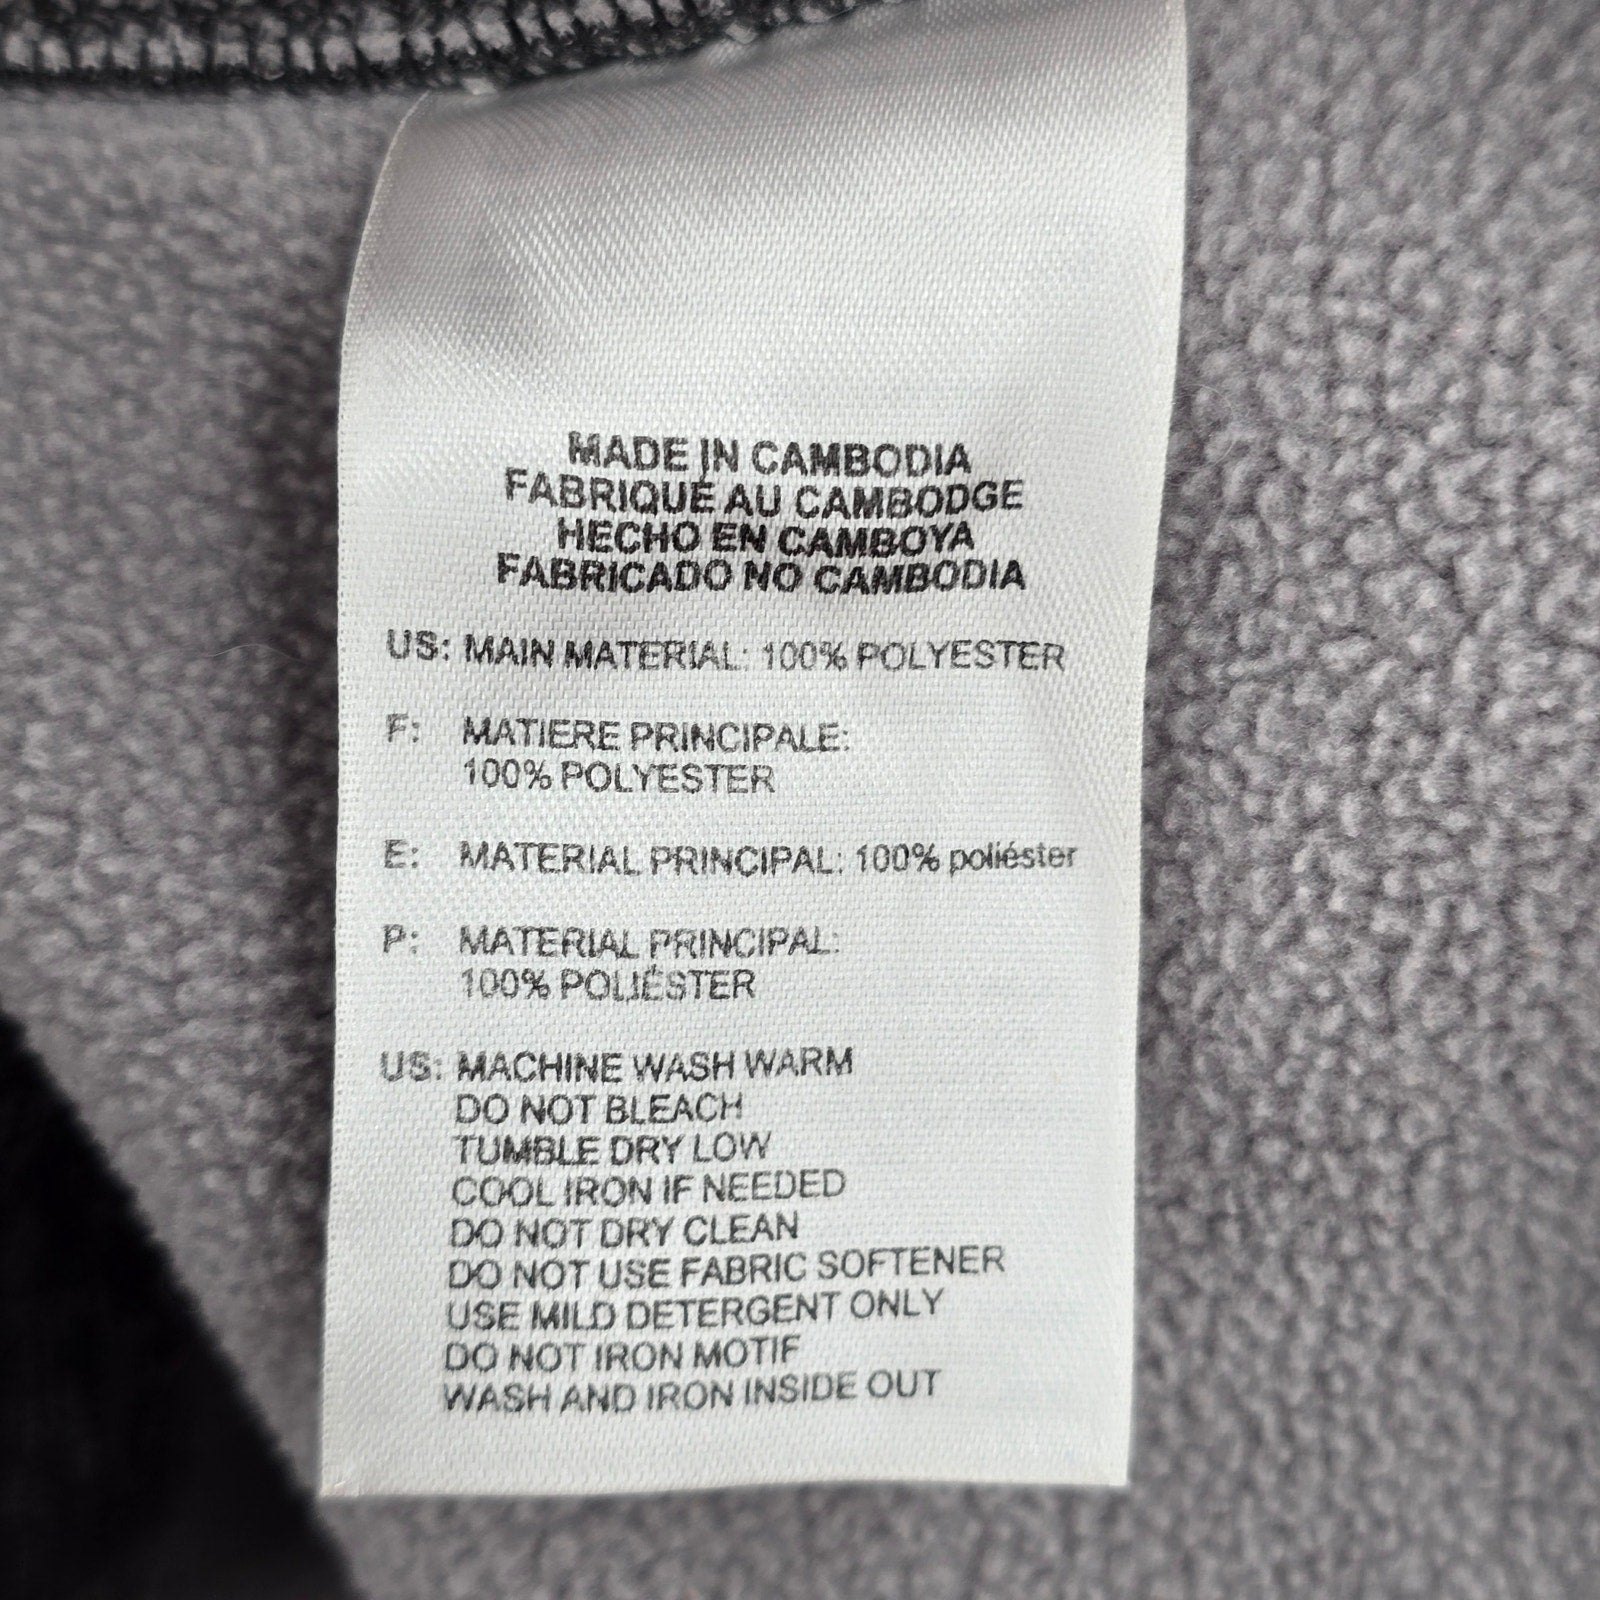 MADE IN CAMBODIA
FABRIQUÉ AU CAMBODGE
HECHO EN CAMBOYA
FABRICADO NO CAMBODIA
US: MAIN MATERIAL: 100% POLYESTER
F: MATIERE PRINCIPALE:
100% POLYESTER
E: MATERIAL PRINCIPAL: 100% poliéster
P: MATERIAL PRINCIPAL:
100% POLIÉSTER
US: MACHINE WASH WARM
DO NOT BLEACH
TUMBLE DRY LOW
COOL IRON IF NEEDED
DO NOT DRY CLEAN
DO NOT USE FABRIC SOFTENER
USE MILD DETERGENT ONLY
DO NOT IRON MOTIF
WASH AND IRON INSIDE OUT